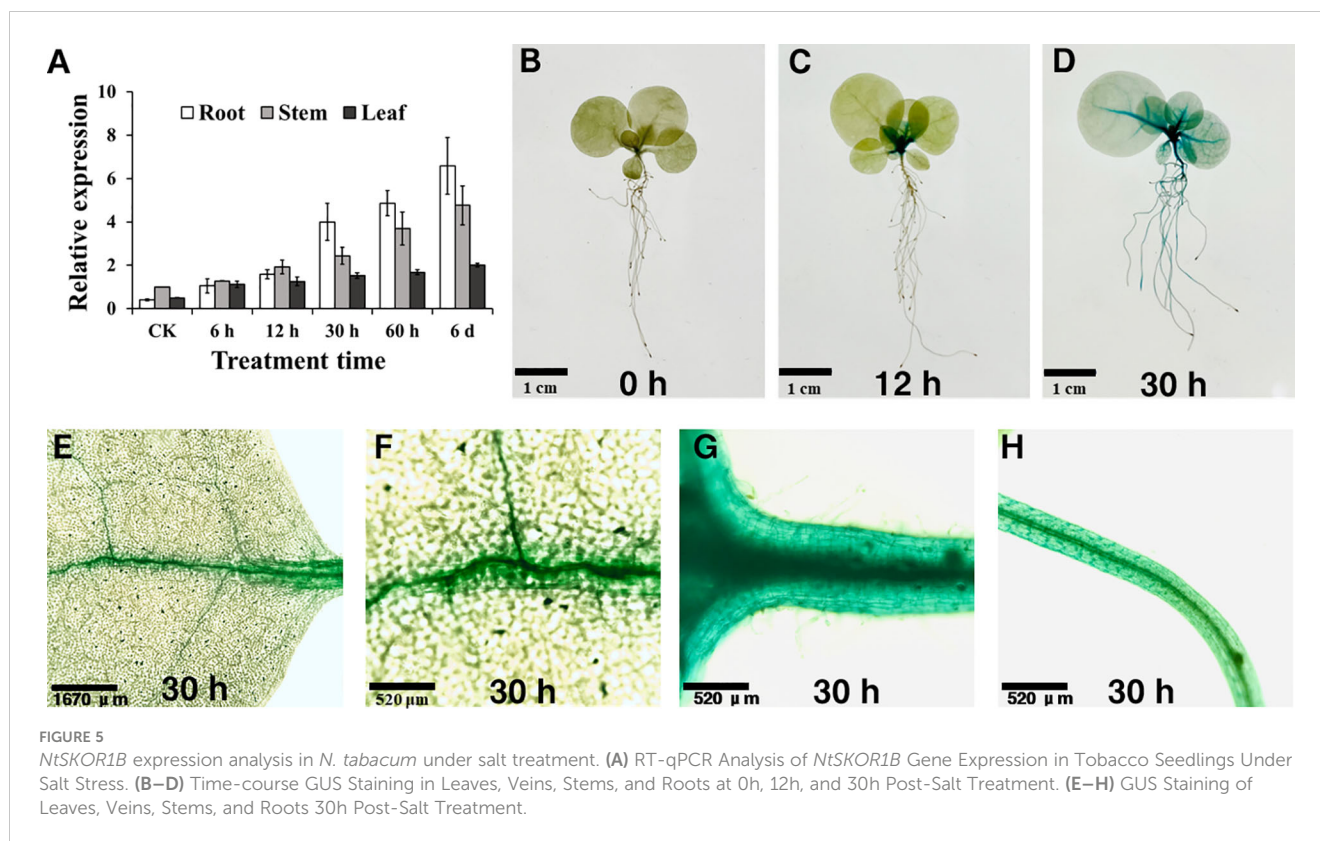 A
10
8
6
4
2
0
Relative expression
Root Stem Leaf
CK 6 h 12 h 30 h 60 h 6 d
Treatment time
B
1 cm
0 h
C
1 cm
12 h
D
1 cm
30 h
E
1670 μm
30 h
F
520 μm
30 h
G
520 μm
30 h
H
520 μm
30 h
FIGURE 5
NtSKOR1B expression analysis in N. tabacum under salt treatment. (A) RT-qPCR Analysis of NtSKOR1B Gene Expression in Tobacco Seedlings Under
Salt Stress. (B–D) Time-course GUS Staining in Leaves, Veins, Stems, and Roots at 0h, 12h, and 30h Post-Salt Treatment. (E–H) GUS Staining of
Leaves, Veins, Stems, and Roots 30h Post-Salt Treatment.